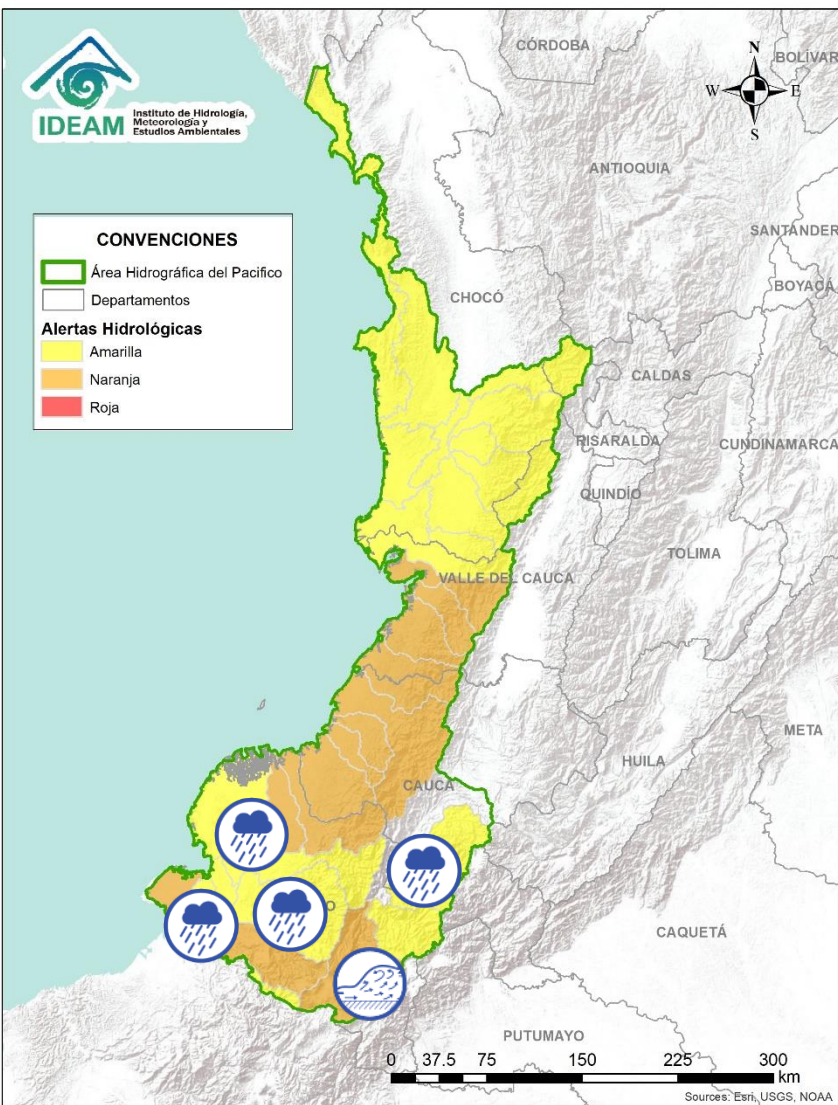 IDEAM
Instituto de Hidrología,
Meteorología y
Estudios Ambientales
CÓRDOBA
BOLÍVAR
N
W
E
S
ANTIOQUIA
SANTANDER
BOYACÁ
CONVENCIONES
Área Hidrográfica del Pacifico
Departamentos
Alertas Hidrológicas
Amarilla
Naranja
Roja
CHOCÓ
CALDAS
RISARALDA
CUNDINAMARCA
QUINDÍO
TOLIMA
VALLE DEL CAUCA
META
HUILA
CAUCA
O
CAQUETÁ
PUTUMAYO
0 37.5 75 150 225 300
km
Sources: Esri, USGS, NOAA